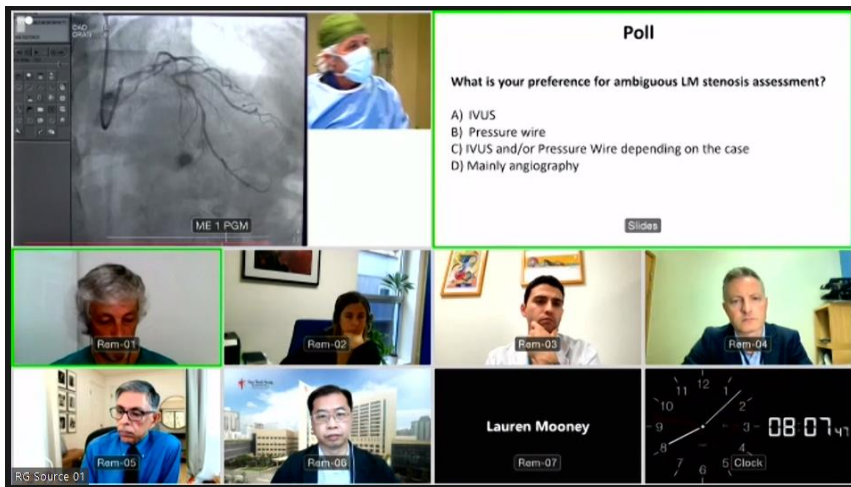 Poll
What is your preference for ambiguous LM stenosis assessment?
A) IVUS
B) Pressure wire
C) IVUS and/or Pressure Wire depending on the case
D) Mainly angiography
ME 1 PGM
Slides
Rem-01
Rem-02
Rem-03
Rem-04
Rem-05
Rem-06
Lauren Mooney
Rem-07
12
11
1
10
2
9
3
8
7
6
5
Clock
08:07 47
RG Source 01